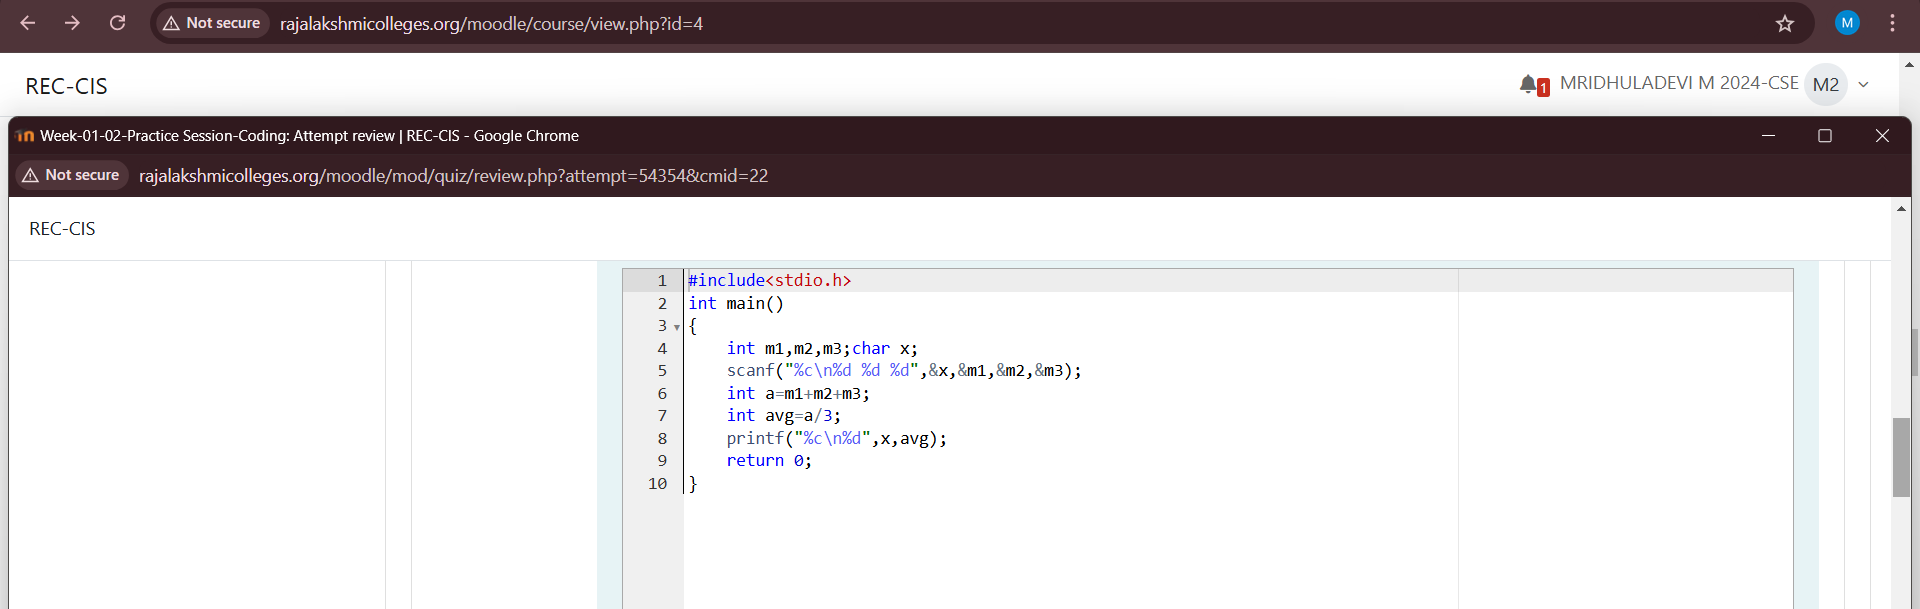 Not secure rajalakshmicolleges.org/moodle/course/view.php?id=4 M
REC-CIS 1 MRIDHULADEVI M 2024-CSE M2
Week-01-02-Practice Session-Coding: Attempt review | REC-CIS - Google Chrome
Not secure rajalakshmicolleges.org/moodle/mod/quiz/review.php?attempt=54354&cmid=22
REC-CIS
1 #include<stdio.h>
2 int main()
3 {
4 int m1,m2,m3;char x;
5 scanf("%c\n%d %d %d",&x,&m1,&m2,&m3);
6 int a=m1+m2+m3;
7 int avg=a/3;
8 printf("%c\n%d",x,avg);
9 return 0;
10 }